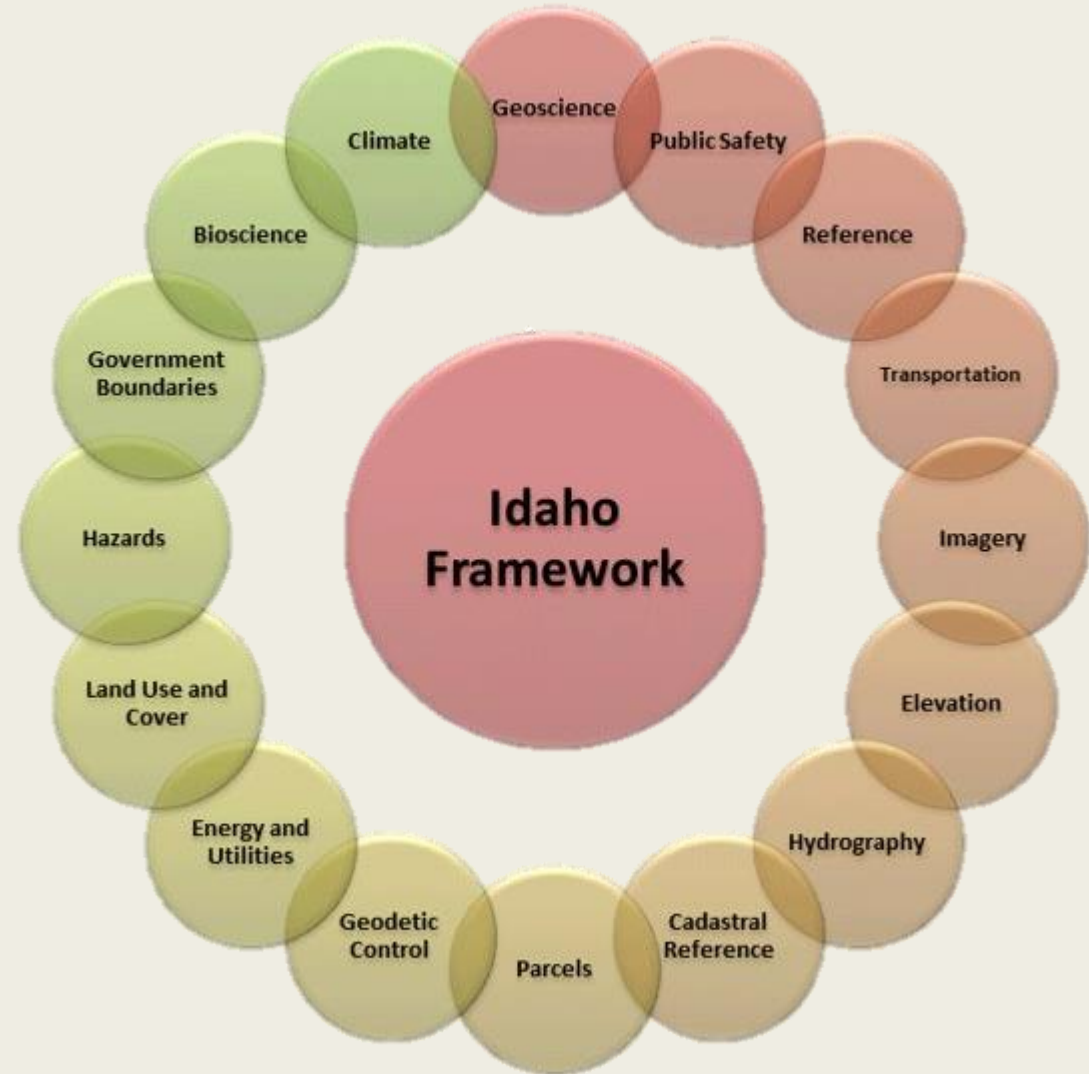 Geoscience
Public Safety
Reference
Transportation
Imagery
Elevation
Hydrography
Cadastral
Reference
Parcels
Geodetic
Control
Energy and
Utilities
Land Use and
Cover
Hazards
Government
Boundaries
Bioscience
Climate
Idaho
Framework